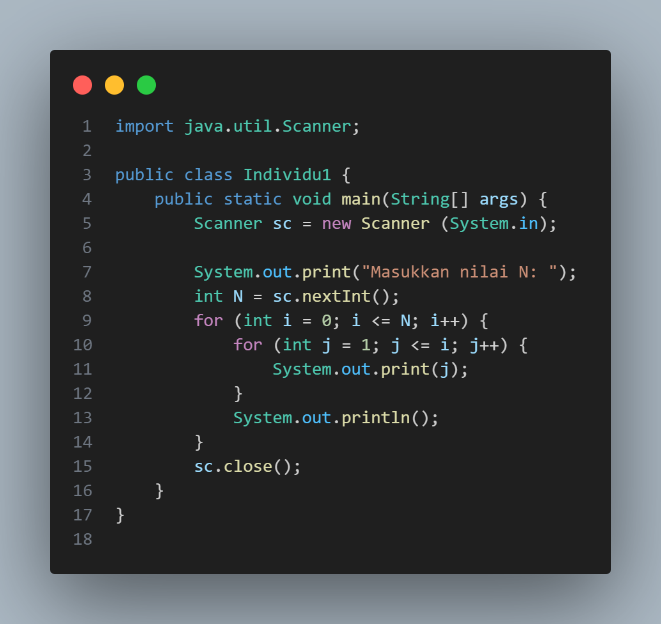 1 import java.util.Scanner;
2
3 public class Individu1 {
4     public static void main(String[] args) {
5         Scanner sc = new Scanner (System.in);
6
7         System.out.print("Masukkan nilai N: ");
8         int N = sc.nextInt();
9         for (int i = 0; i <= N; i++) {
10             for (int j = 1; j <= i; j++) {
11                 System.out.print(j);
12             }
13             System.out.println();
14         }
15         sc.close();
16     }
17 }
18